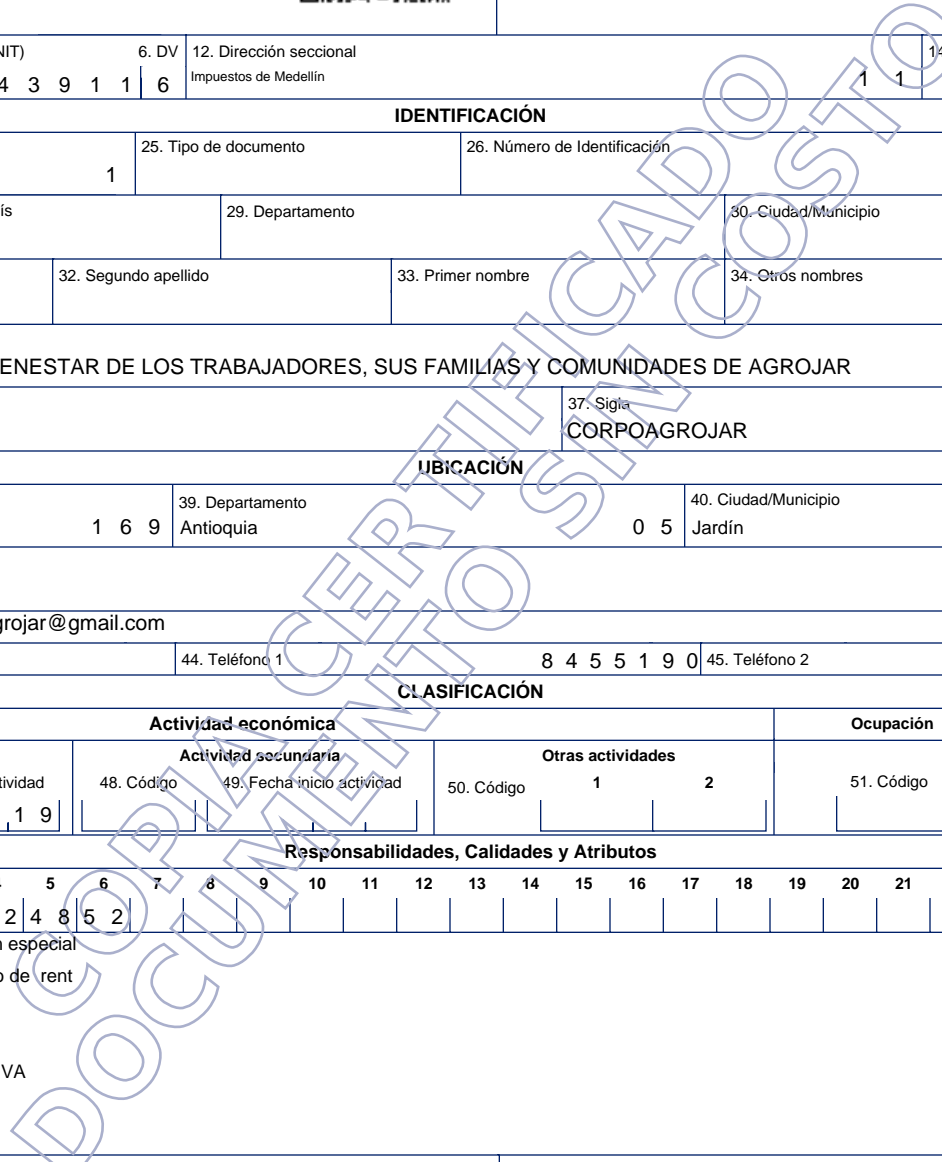 NIT) 6. DV 12. Dirección seccional 14
4 3 9 1 1 6 Impuestos de Medellín 1 1
IDENTIFICACIÓN
25. Tipo de documento 26. Número de Identificación
1
ís 29. Departamento 30. Ciudad/Municipio
32. Segundo apellido 33. Primer nombre 34. Otros nombres
ENESTAR DE LOS TRABAJADORES, SUS FAMILIAS Y COMUNIDADES DE AGROJAR
37. Sigla
CORPOAGROJAR
UBICACIÓN
39. Departamento 40. Ciudad/Municipio
1 6 9 Antioquia 0 5 Jardín
grojar@gmail.com
44. Teléfono 1 8 4 5 5 1 9 0 45. Teléfono 2
CLASIFICACIÓN
Actividad económica Ocupación
Actividad secundaria Otras actividades
tividad 48. Código 49. Fecha inicio actividad 50. Código 1 2 51. Código
1 9
Responsabilidades, Calidades y Atributos
5 6 7 8 9 10 11 12 13 14 15 16 17 18 19 20 21
2 4 8 5 2
n especial
o de rent
VA
COPIA CERTIFICADO
DOCUMENTO SIN COSTO